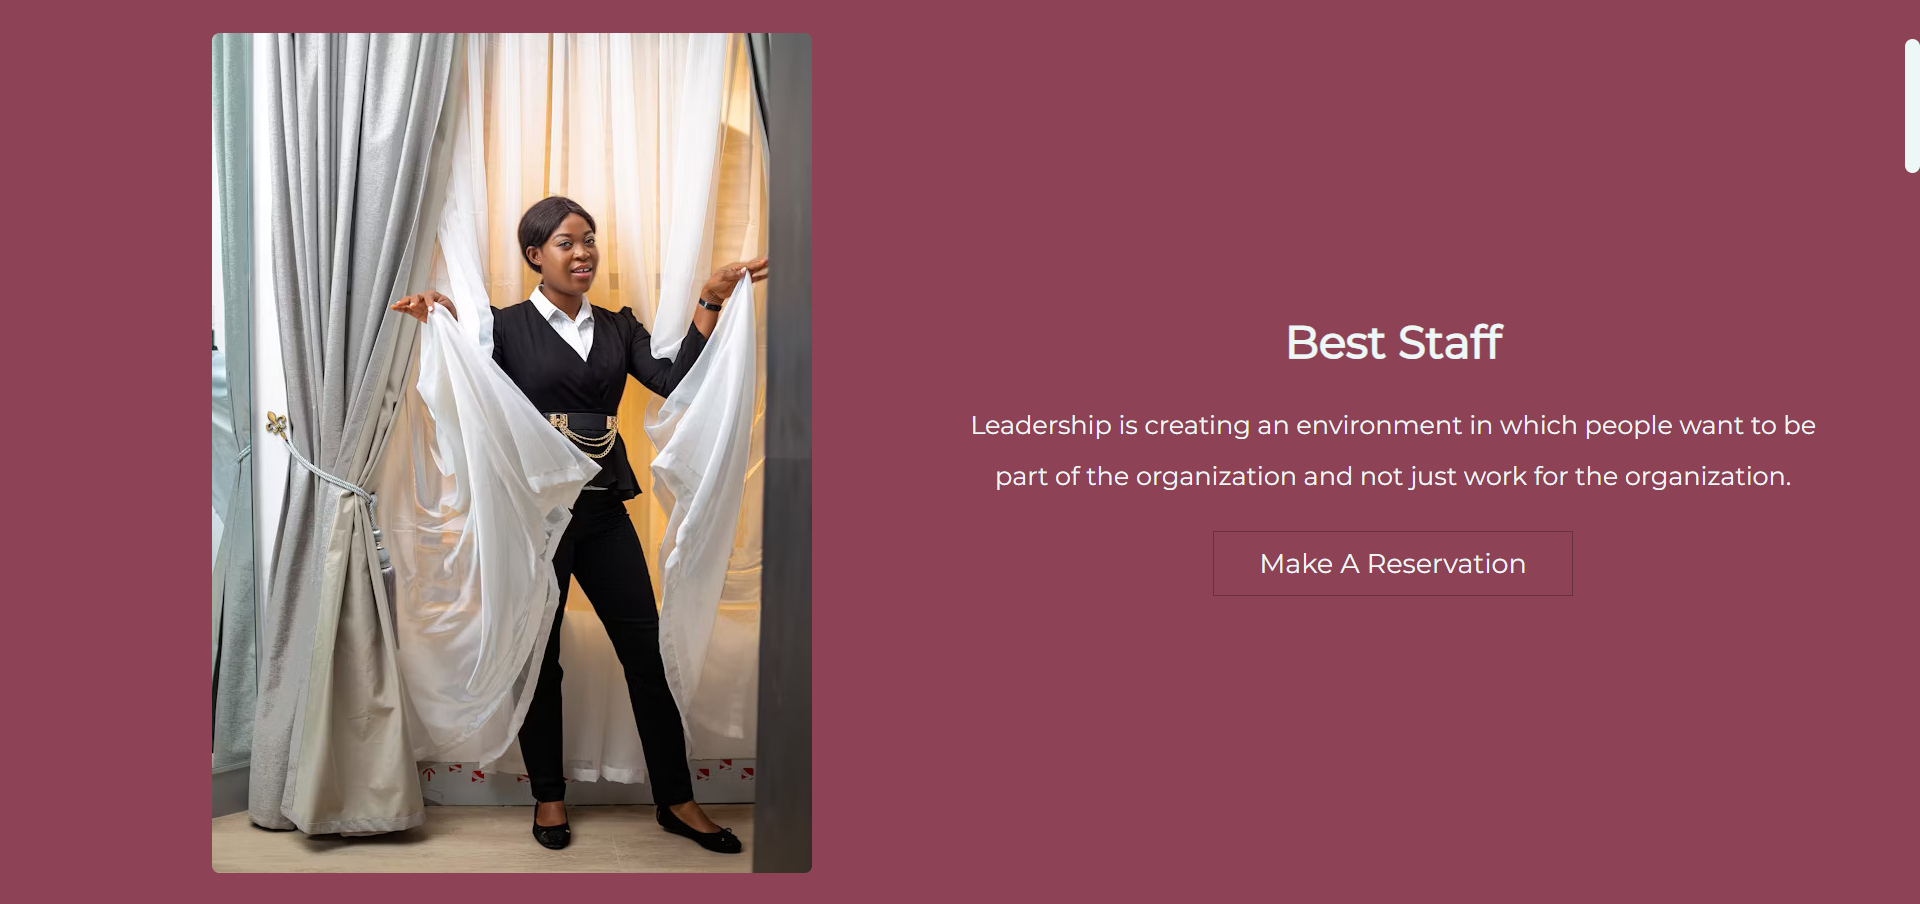 Best Staff
Leadership is creating an environment in which people want to be
part of the organization and not just work for the organization.
Make A Reservation